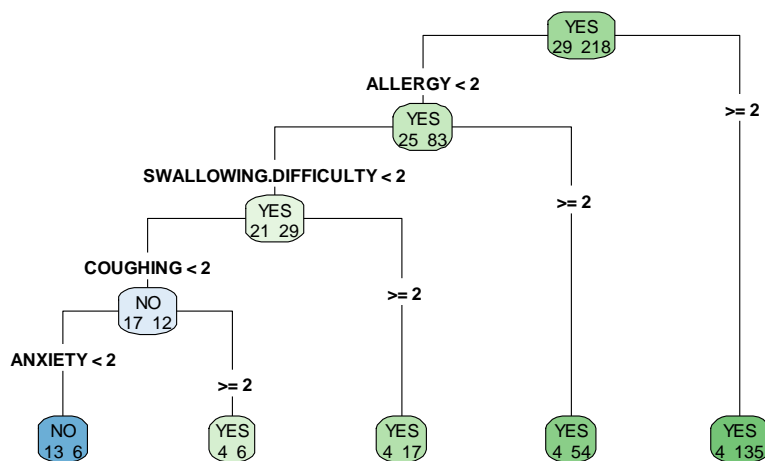 YES
29 218
ALLERGY < 2
>= 2
YES
25 83
SWALLOWING.DIFFICULTY < 2
>= 2
YES
21 29
COUGHING < 2
>= 2
NO
17 12
ANXIETY < 2
>= 2
NO
13 6
YES
4 6
YES
4 17
YES
4 54
YES
4 135